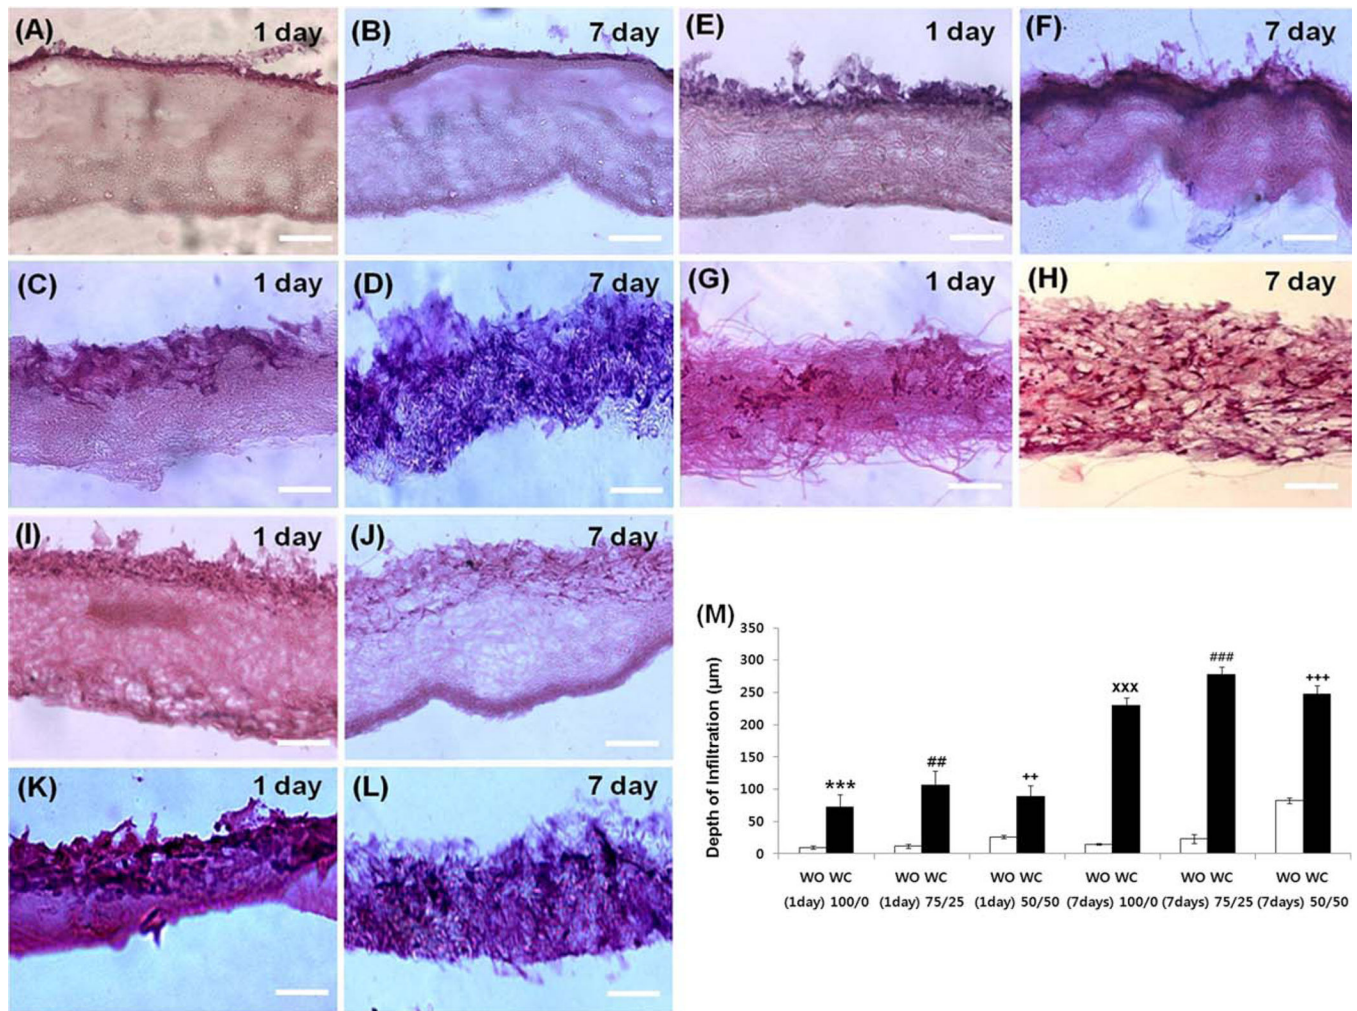 (A) 1 day
(B) 7 day
(E) 1 day
(F) 7 day
(C) 1 day
(D) 7 day
(G) 1 day
(H) 7 day
(I) 1 day
(J) 7 day
(K) 1 day
(L) 7 day
(M)
Depth of Infiltration (μm)
350
300
250
200
150
100
50
0
***
##
++
xxx
###
+++
WO WC WO WC WO WC WO WC WO WC WO WC
(1day) 100/0 (1day) 75/25 (1day) 50/50 (7days) 100/0 (7days) 75/25 (7days) 50/50